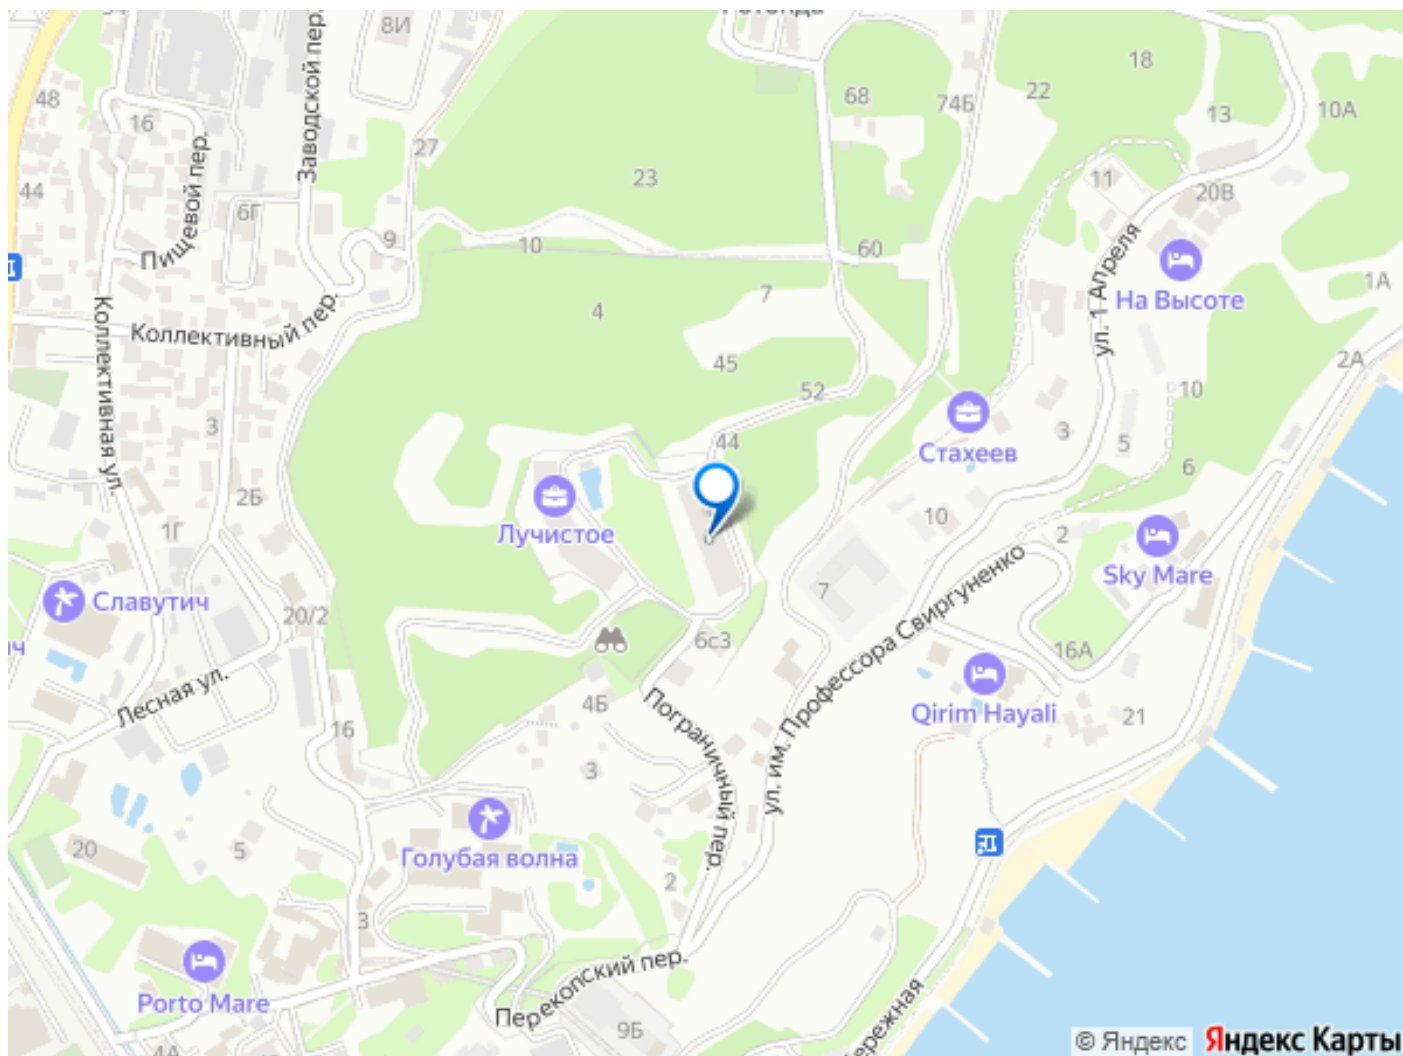 8И
48
16
Заводской пер.
Пищевой пер.
44
6Г
27
9
10
23
68
74Б
22
18
13
10А
60
11
20В
На Высоте
1А
Коллективный пер.
Коллективная ул.
4
7
45
52
ул. 1 Апреля
2А
10
3
5
6
Стахеев
44
3
2Б
1Г
Лучистое
6
10
2
Sky Mare
7
Славутич
20/2
6с3
ул. им. Профессора Свиргуненко
16А
Qirim Hayali
21
Лесная ул.
16
4Б
3
Пограничный пер.
20
5
Голубая волна
2
3
Porto Mare
Перекопский пер.
9Б
4А
© Яндекс Яндекс Карты